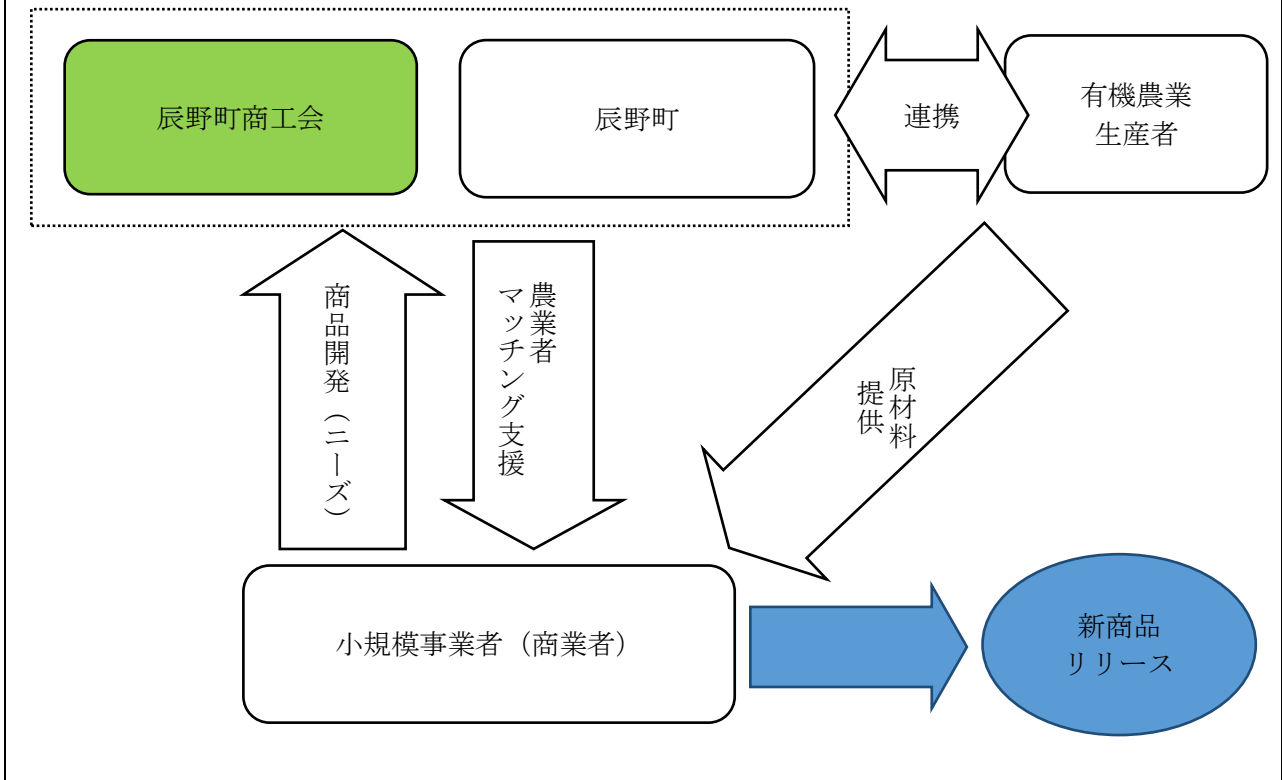 辰野町商工会
辰野町
連携
有機農業
生産者
商品開発（ニーズ）
農業者
マッチング支援
原材料
提供
小規模事業者（商業者）
新商品
リリース